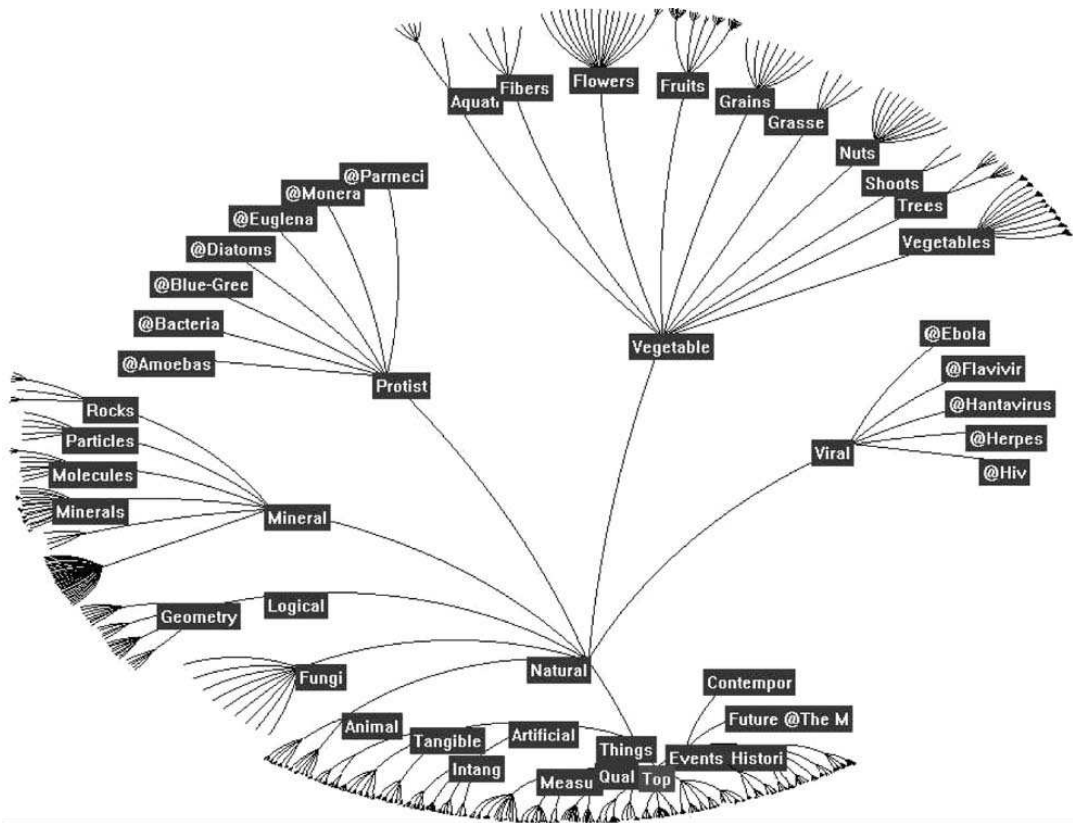 Flowers
Fibers
Fruits
Aquati
Grains
Grasse
Nuts
@Parmeci
@Monera
Shoots
Trees
@Euglena
@Diatoms
Vegetables
@Blue-Gree
@Bacteria
@Ebola
Vegetable
@Amoebas
@Flavivir
Protist
@Hantavirus
Rocks
@Herpes
Particles
Viral
@Hiv
Molecules
Minerals
Mineral
Logical
Geometry
Natural
Fungi
Contempor
Future @The M
Animal
Artificial
Tangible
Things
Events
Histori
Intang
Qual
Top
Measu